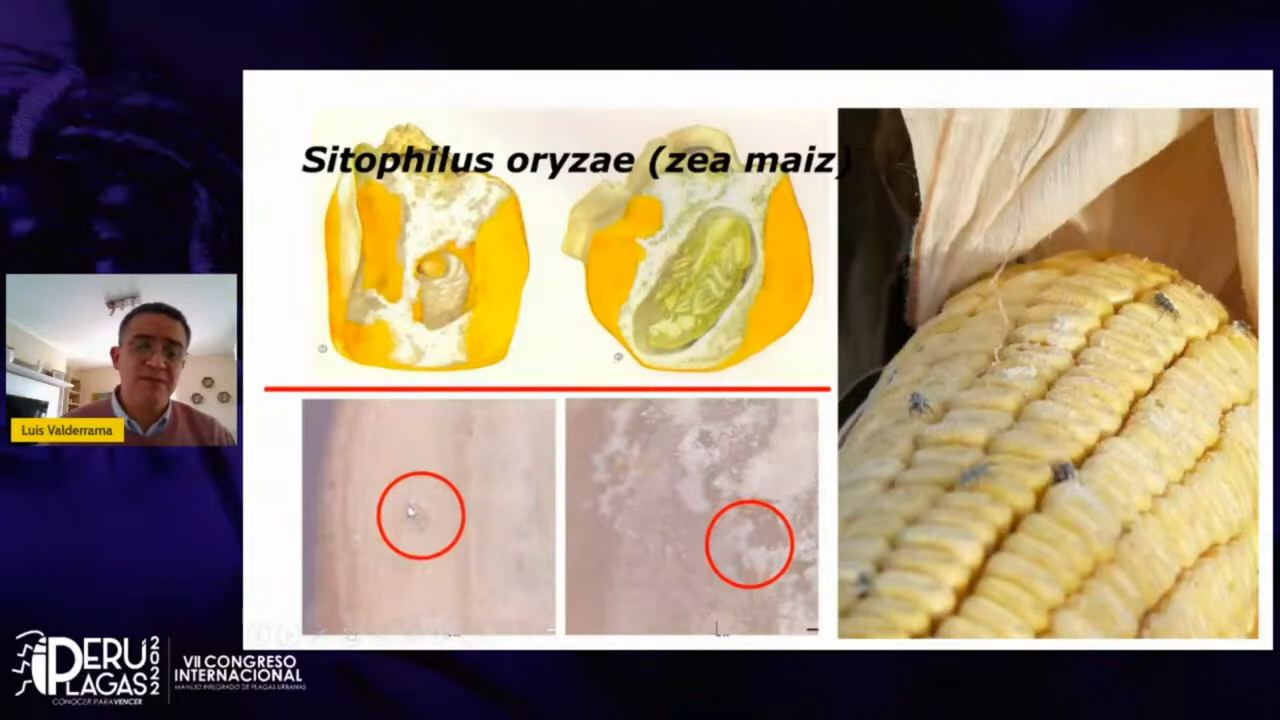 Sitophilus oryzae (zea maiz)
Luis Valderrama
PERÚ PLAGAS 2022
CONOCER PARA VENCER
VII CONGRESO
INTERNACIONAL
MANEJO INTEGRADO DE PLAGAS URBANAS